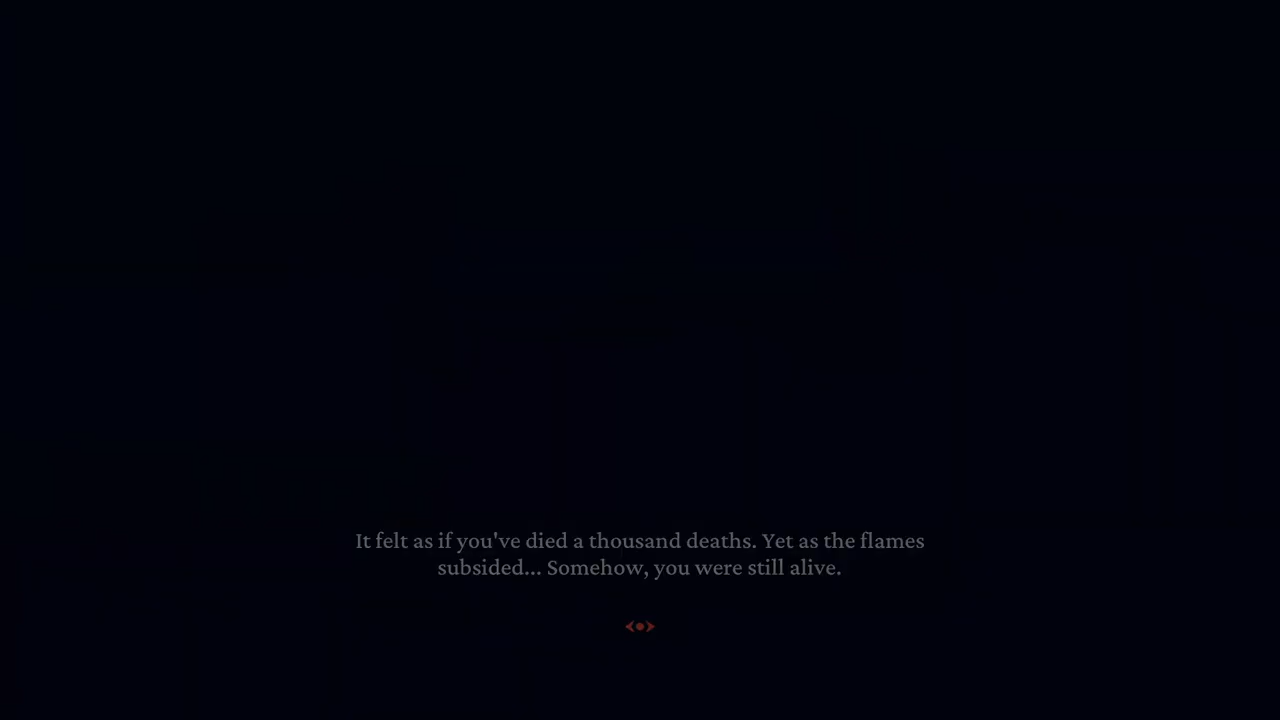 It felt as if you've died a thousand deaths. Yet as the flames
subsided... Somehow, you were still alive.